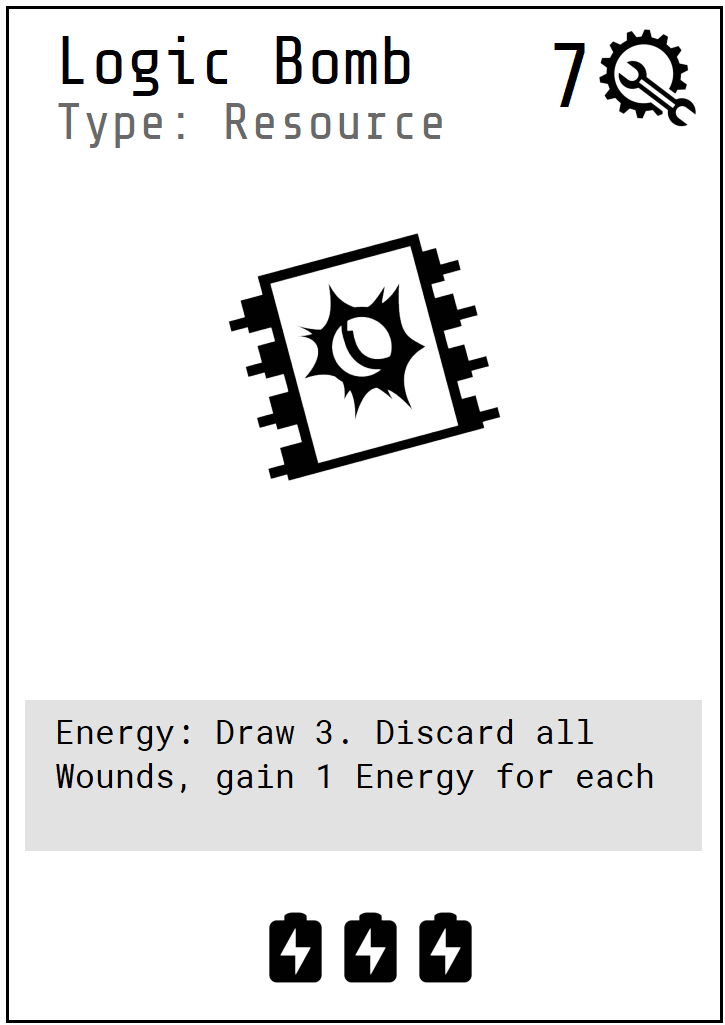 Logic Bomb
7
Type: Resource
Energy: Draw 3. Discard all
Wounds, gain 1 Energy for each